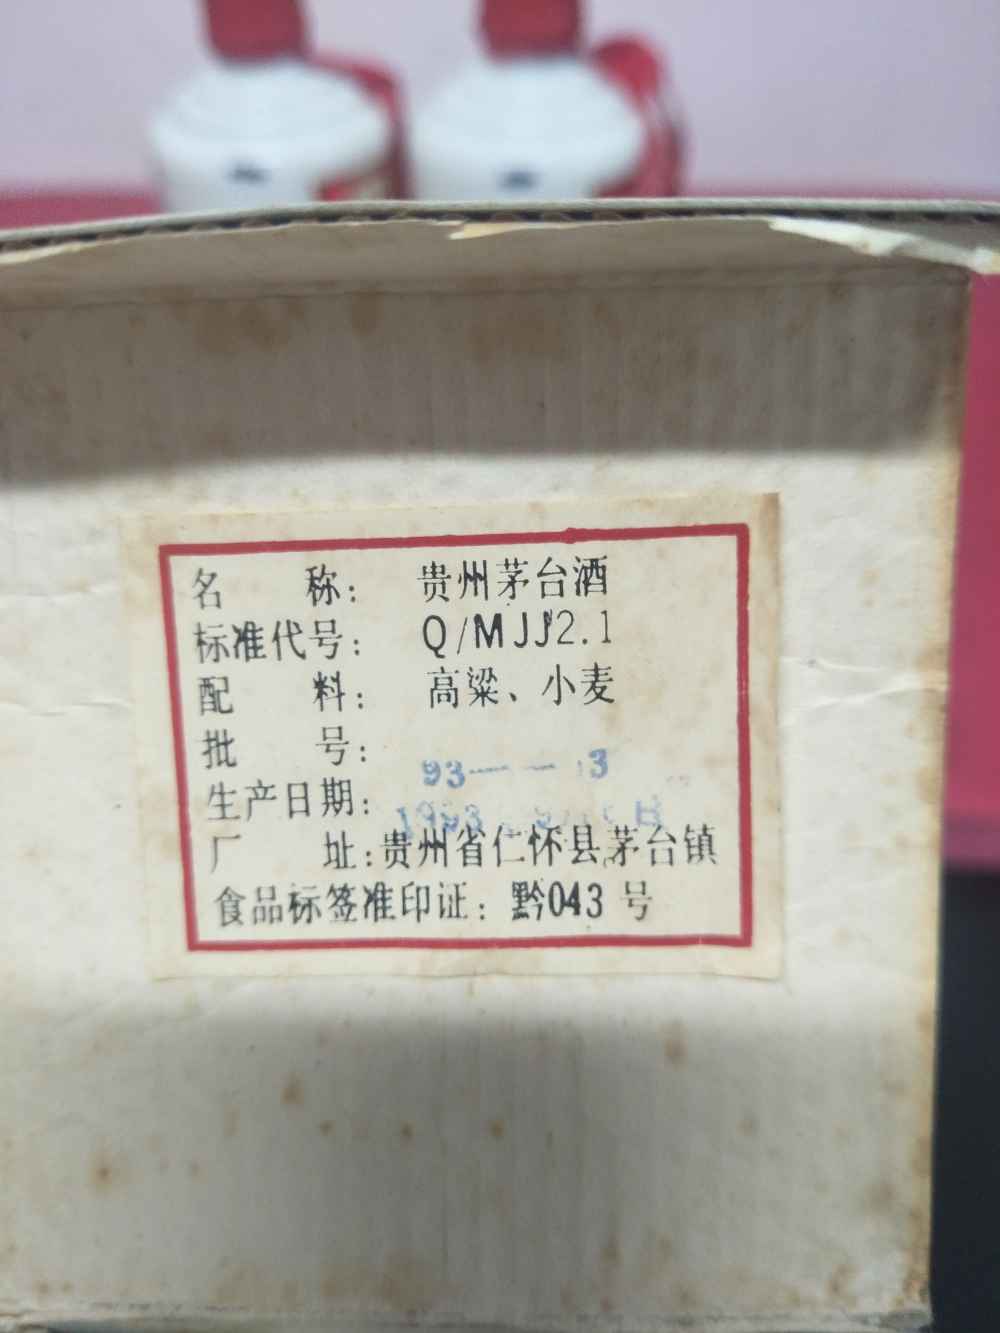 名 称： 贵州茅台酒
标准代号： Q/MJJ2.1
配 料： 高粱、小麦
批 号： 93—
生产日期： 1993
厂 址：贵州省仁怀县茅台镇
食品标签准印证：黔043号